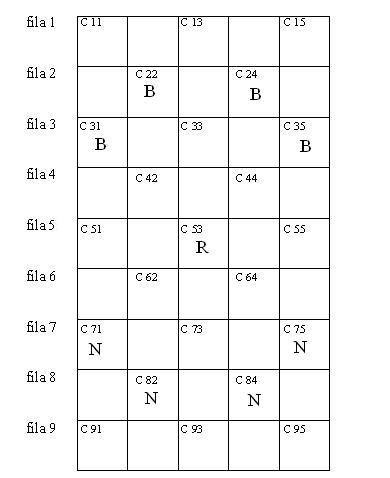 fila 1 C 11 C 13 C 15
fila 2 C 22 C 24
B B
fila 3 C 31 C 33 C 35
B B
fila 4 C 42 C 44
fila 5 C 51 C 53 C 55
R
fila 6 C 62 C 64
fila 7 C 71 C 73 C 75
N N
fila 8 C 82 C 84
N N
fila 9 C 91 C 93 C 95